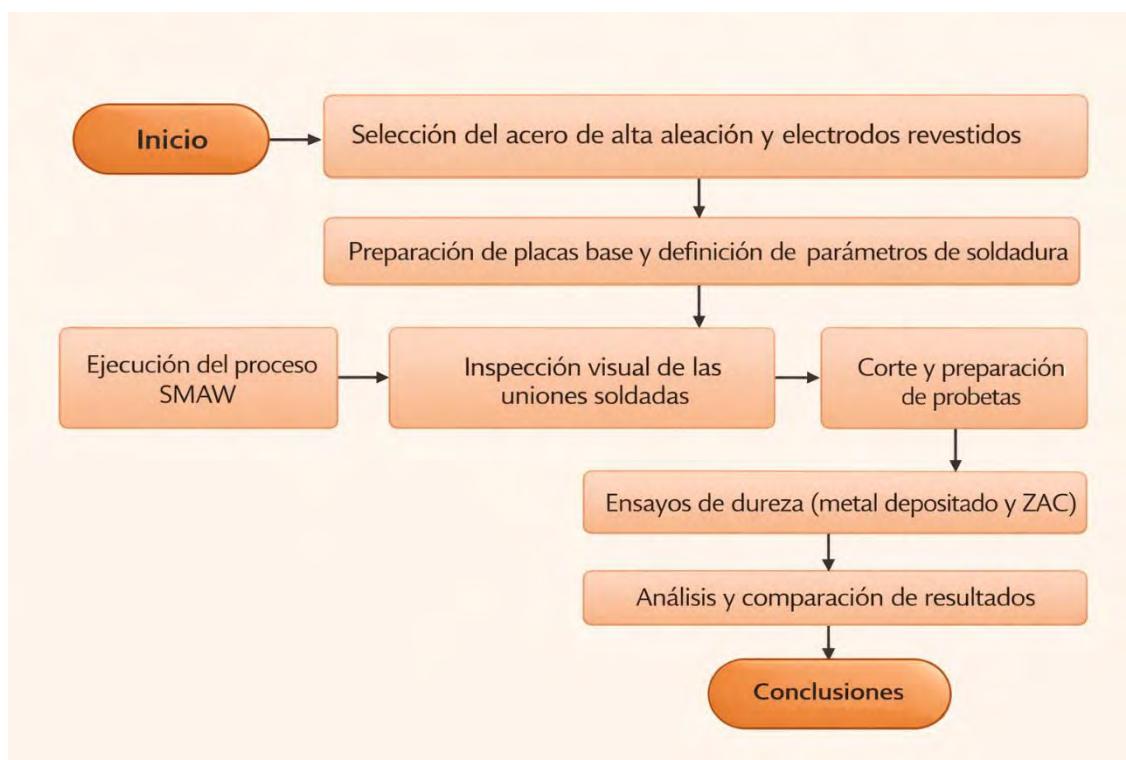 Inicio
Selección del acero de alta aleación y electrodos revestidos
Preparación de placas base y definición de parámetros de soldadura
Ejecución del proceso
SMAW
Inspección visual de las
uniones soldadas
Corte y preparación
de probetas
Ensayos de dureza (metal depositado y ZAC)
Análisis y comparación de resultados
Conclusiones